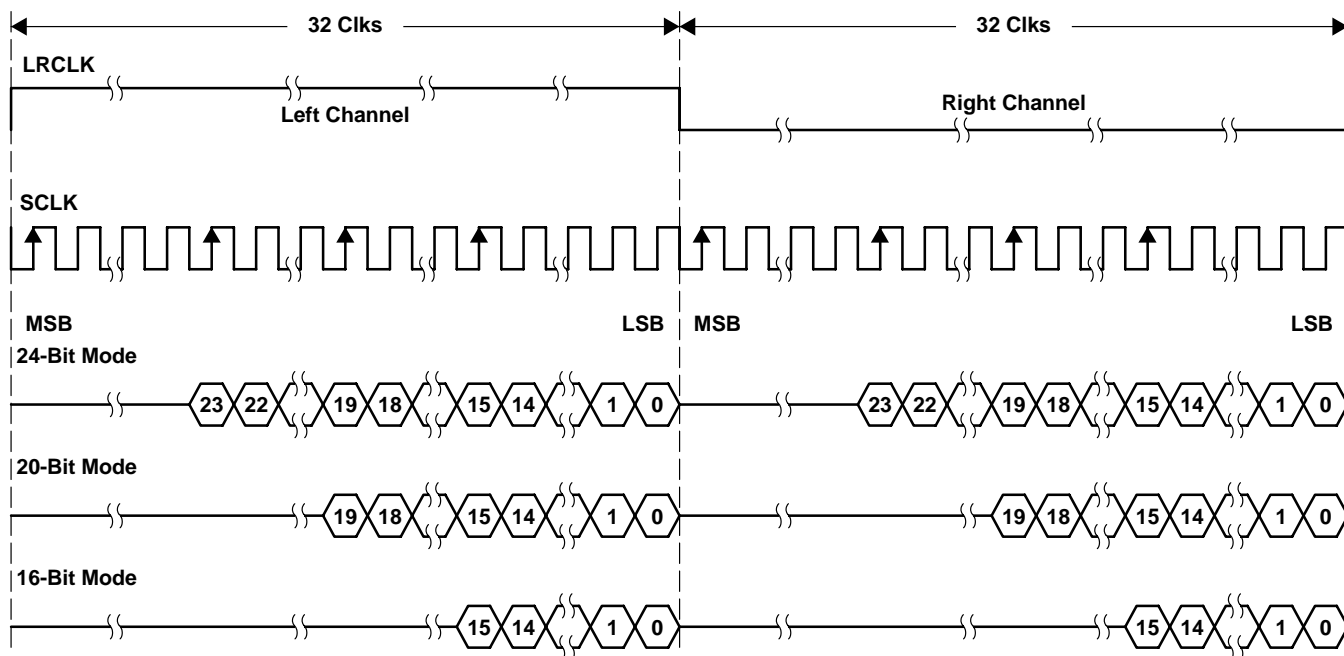 32 Clks 32 Clks
LRCLK
Left Channel Right Channel
SCLK
MSB LSB MSB LSB
24-Bit Mode
23 22 19 18 15 14 1 0 23 22 19 18 15 14 1 0
20-Bit Mode
19 18 15 14 1 0 19 18 15 14 1 0
16-Bit Mode
15 14 1 0 15 14 1 0